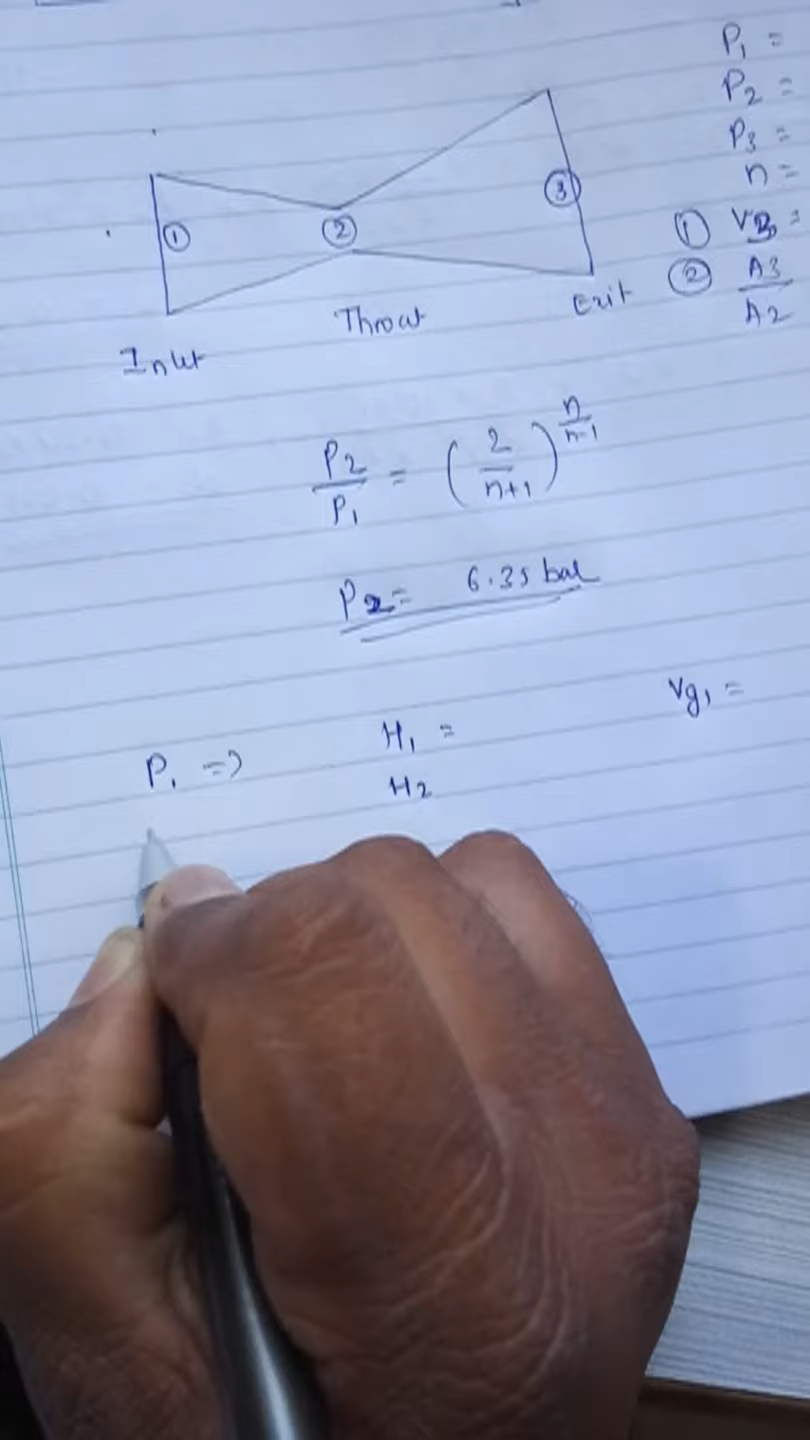 P₁ =
P₂ =
P₃ =
n =
① V₃ =
② A3/A2
① ② ③
Inlet Throat Exit
P2/P₁ = (2/n+1)^n/n-1
P2 = 6.35 bar
Vg₁ =
P₁ => H₁ =
H₂